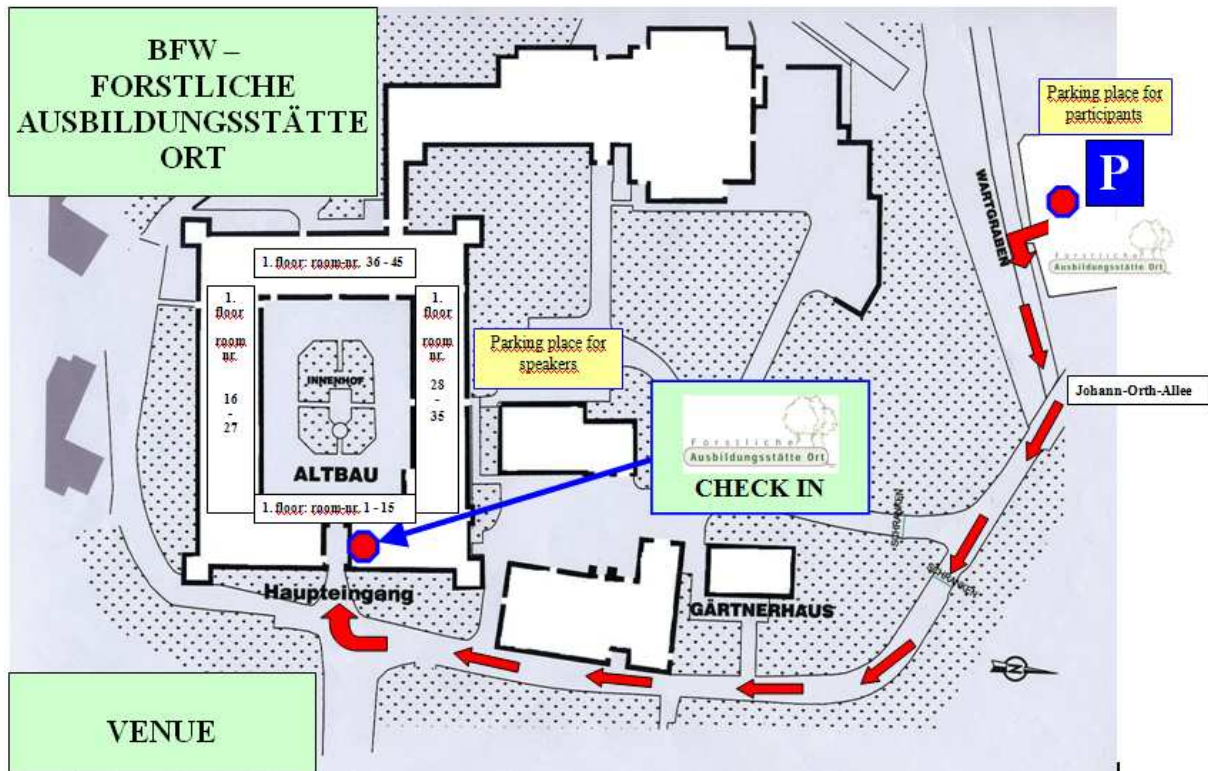 BFW –
FORSTLICHE
AUSBILDUNGSSTÄTTE
ORT
Parking place for
participants
P
WARTGRABEN
Forstliche
Ausbildungsstätte Ort
1. floor: room-nr. 36 - 45
1.
floor
room
nr.
16
-
27
1.
floor
room
nr.
28
-
35
INNENHOF
ALTBAU
1. floor: room-nr. 1 - 15
Parking place for
speakers
Johann-Orth-Allee
Forstliche
Ausbildungsstätte Ort
CHECK IN
SCHRANKEN
SCHRANKEN
Haupteingang
GÄRTNERHAUS
N
VENUE